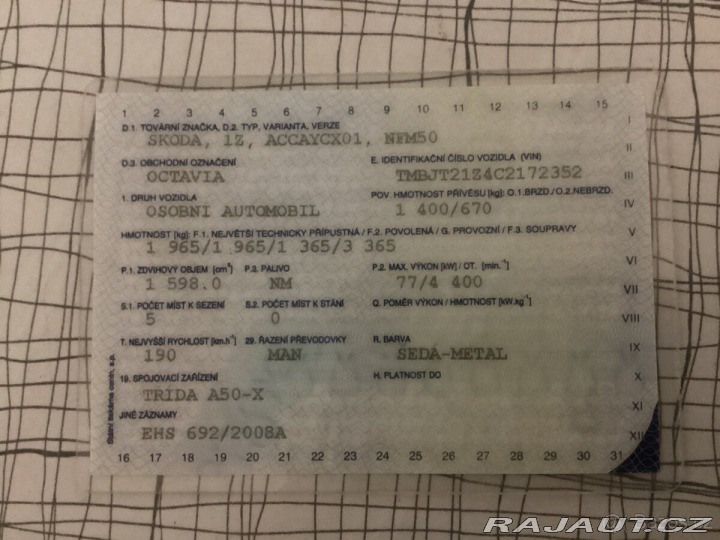 1 2 3 4 5 6 7 8 9 10 11 12 13 14 15
D.1. TOVÁRNÍ ZNAČKA, D.2. TYP, VARIANTA, VERZE
ŠKODA, 1Z, ACCAYCX01, NFM50
D.3. OBCHODNÍ OZNAČENÍ E. IDENTIFIKAČNÍ ČÍSLO VOZIDLA (VIN)
OCTAVIA TMBJT21Z4C2172352
1. DRUH VOZIDLA POV. HMOTNOST PŘÍVĚSU [kg]: O.1.BRZD./O.2.NEBRZD.
OSOBNÍ AUTOMOBIL 1 400/670
HMOTNOST [kg]: F.1. NEJVĚTŠÍ TECHNICKY PŘÍPUSTNÁ / F.2. POVOLENÁ / G. PROVOZNÍ / F.3. SOUPRAVY
1 965/1 965/1 365/3 365
P.1. ZDVIHOVÝ OBJEM [cm³] P.3. PALIVO P.2. MAX. VÝKON [kW] / OT. [min.⁻¹]
1 598.0 NM 77/4 400
S.1. POČET MÍST K SEZENÍ S.2. POČET MÍST K STÁNÍ Q. POMĚR VÝKON / HMOTNOST [kW.kg⁻¹]
5 0
T. NEJVYŠŠÍ RYCHLOST [km.h⁻¹] 29. ŘAZENÍ PŘEVODOVKY R. BARVA
190 MAN ŠEDÁ-METAL
19. SPOJOVACÍ ZAŘÍZENÍ H. PLATNOST DO
TŘÍDA A50-X
JINÉ ZÁZNAMY
EHS 692/2008A
16 17 18 19 20 21 22 23 24 25 26 27 28 29 30 31
I
II
III
IV
V
VI
VII
VIII
IX
X
XI
XII
Státní tiskárna cenin, s.p.
RAJAUT.CZ